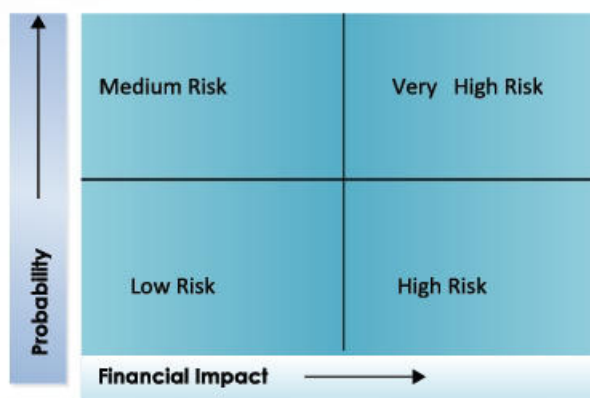 Medium Risk
Very High Risk
Low Risk
High Risk
Probability
Financial Impact